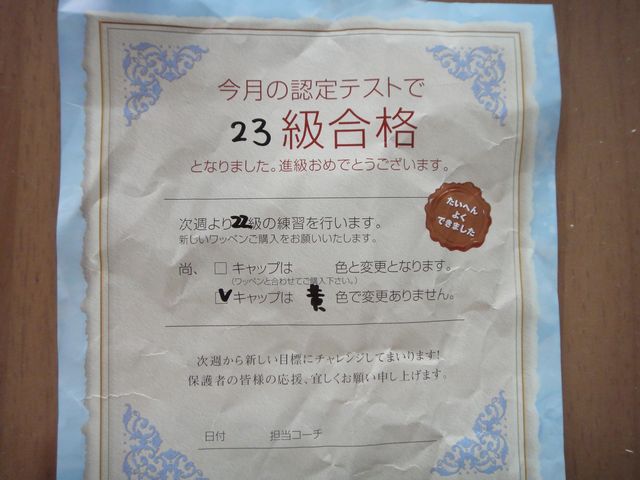 今月の認定テストで
23 級合格
となりました。進級おめでとうございます。
次週より22級の練習を行います。
新しいワッペンご購入をお願いいたします。
たいへん
よく
できました
尚、□キャップは 色と変更となります。
(ワッペンと合わせてご購入下さい。)
☑キャップは 黄 色で変更ありません。
次週から新しい目標にチャレンジしてまいります!
保護者の皆様の応援、宜しくお願い申し上げます。
日付 担当コーチ